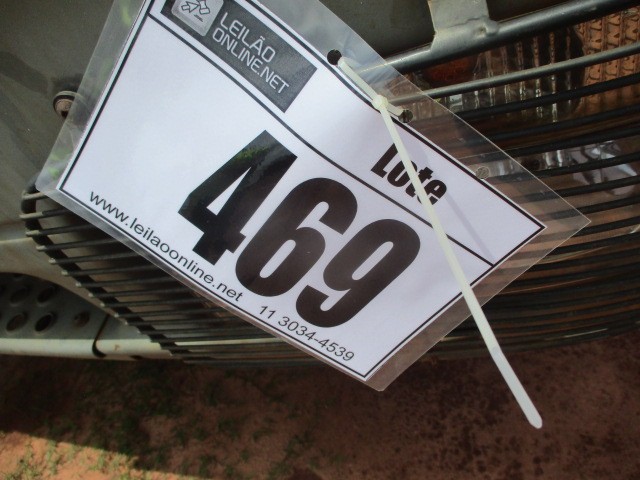 LEILÃO
ONLINE.NET
Lote
469
www.leilaoonline.net 11 3034-4539